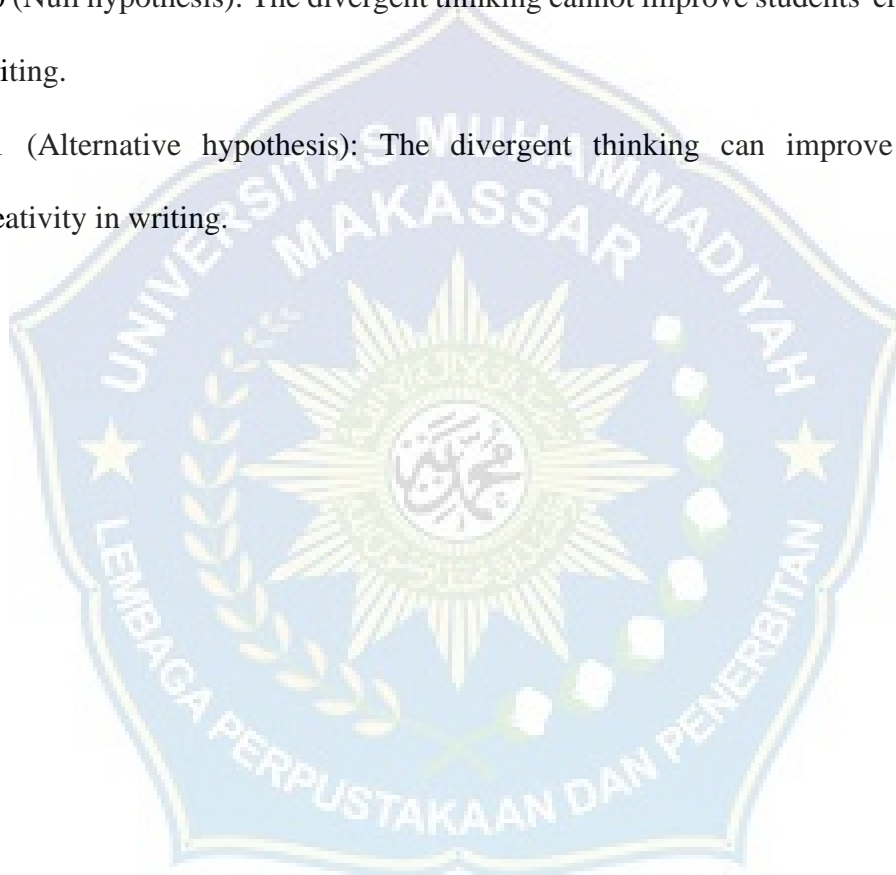 (Null hypothesis): The divergent thinking cannot improve students'
iting.
(Alternative hypothesis): The divergent thinking can improve
eativity in writing.
UNIVERSITAS MUHAMMADIYAH
MAKASSAR
LEMBAGA PERPUSTAKAAN DAN PENERBITAN